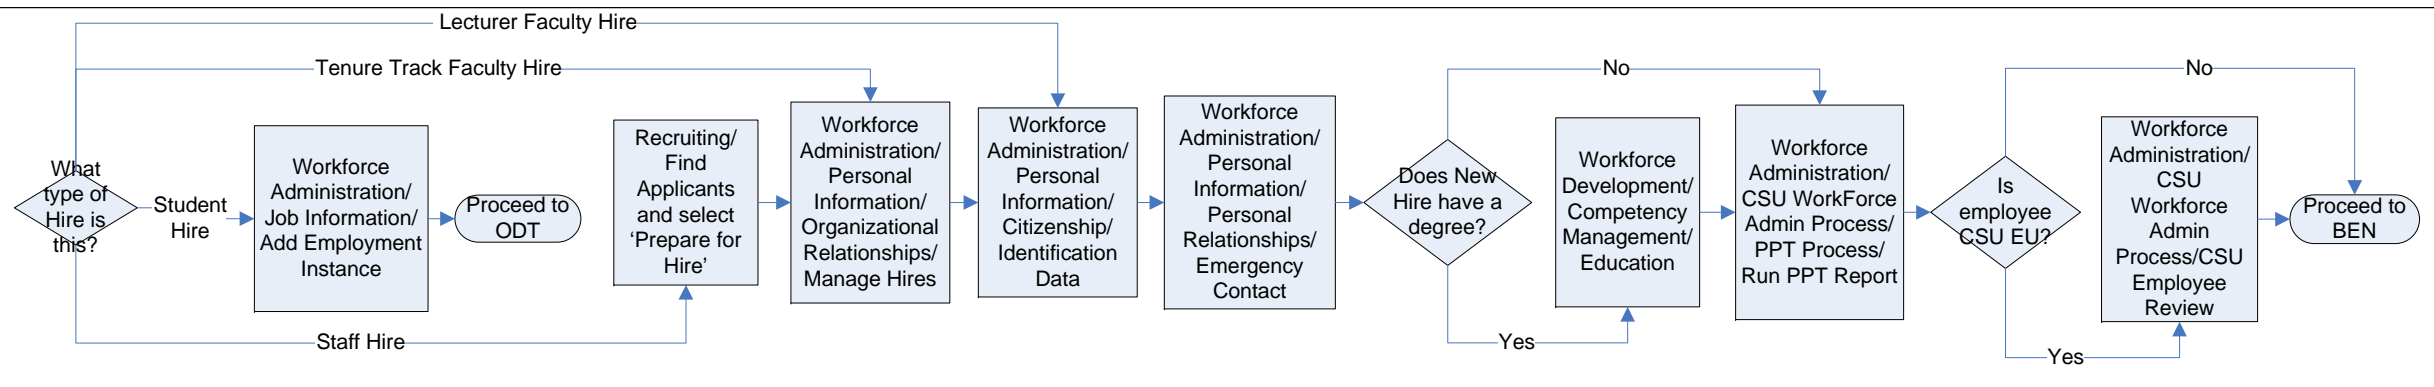 Lecturer Faculty Hire
Tenure Track Faculty Hire
What
type of
Hire is
this?
Student
Hire
Workforce
Administration/
Job Information/
Add Employment
Instance
Proceed to
ODT
Staff Hire
Recruiting/
Find
Applicants
and select
‘Prepare for
Hire’
Workforce
Administration/
Personal
Information/
Organizational
Relationships/
Manage Hires
Workforce
Administration/
Personal
Information/
Citizenship/
Identification
Data
Workforce
Administration/
Personal
Information/
Personal
Relationships/
Emergency
Contact
Does New
Hire have a
degree?
No
Yes
Workforce
Development/
Competency
Management/
Education
Workforce
Administration/
CSU WorkForce
Admin Process/
PPT Process/
Run PPT Report
Is
employee
CSU EU?
No
Yes
Workforce
Administration/
CSU
Workforce
Admin
Process/CSU
Employee
Review
Proceed to
BEN